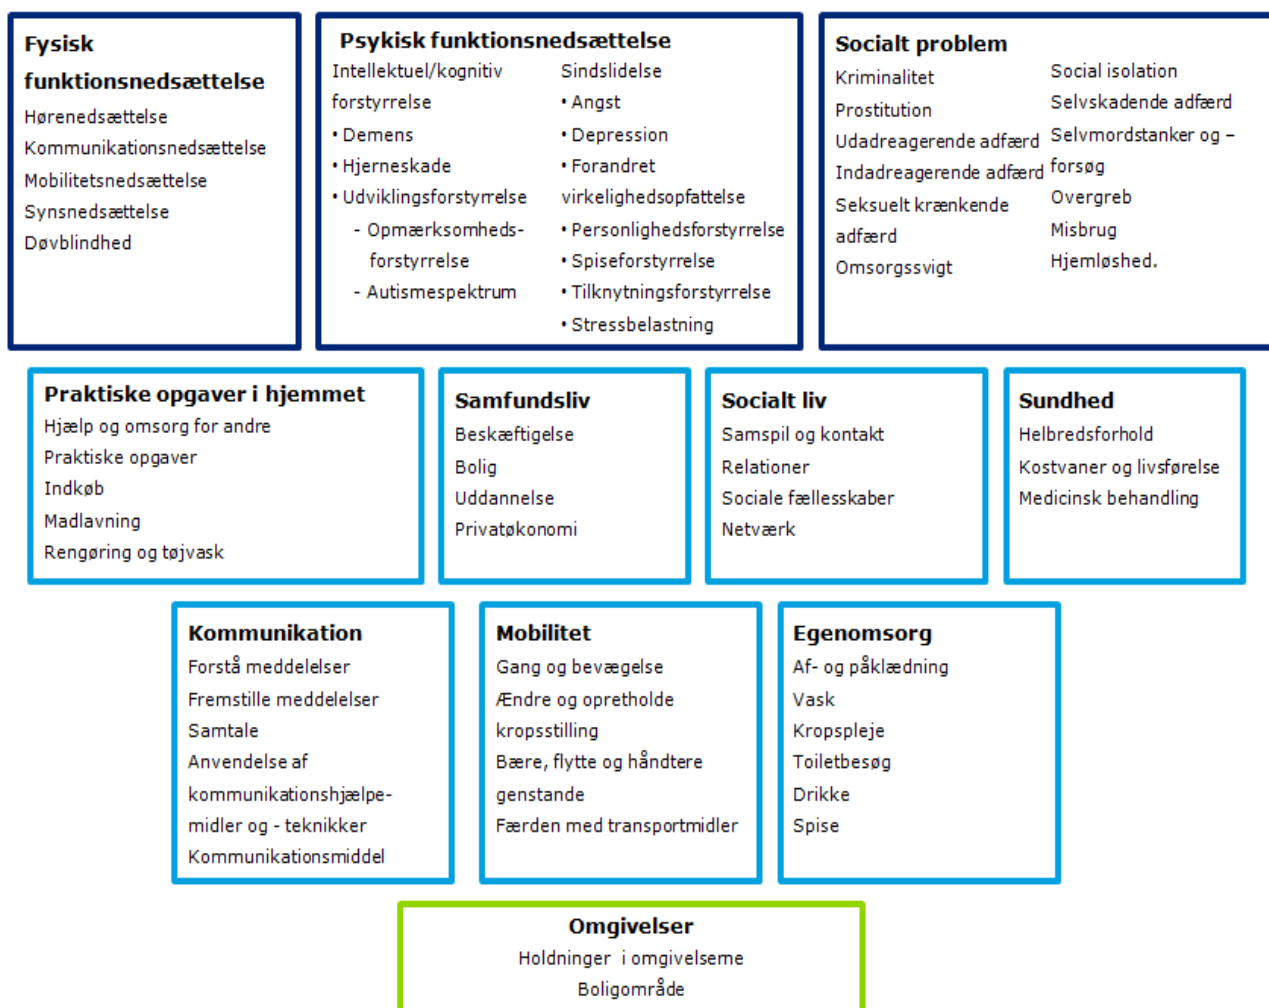 Fysisk
funktionsnedsættelse
Hørenedsættelse
Kommunikationsnedsættelse
Mobilitetsnedsættelse
Synsnedsættelse
Døvblindhed
Psykisk funktionsnedsættelse
Intellektuel/kognitiv
forstyrrelse
• Demens
• Hjerneskade
• Udviklingsforstyrrelse
- Opmærksomheds-
forstyrrelse
- Autismespektrum
Sindslidelse
• Angst
• Depression
• Forandret
virkelighedsopfattelse
• Personlighedsforstyrrelse
• Spiseforstyrrelse
• Tilknytningsforstyrrelse
• Stressbelastning
Socialt problem
Kriminalitet
Prostitution
Udadreagerende adfærd
Indadreagerende adfærd
Seksuelt krænkende
adfærd
Omsorgssvigt
Social isolation
Selvskadende adfærd
Selvmordstanker og –
forsøg
Overgreb
Misbrug
Hjemløshed.
Praktiske opgaver i hjemmet
Hjælp og omsorg for andre
Praktiske opgaver
Indkøb
Madlavning
Rengøring og tøjvask
Samfundsliv
Beskæftigelse
Bolig
Uddannelse
Privatøkonomi
Socialt liv
Samspil og kontakt
Relationer
Sociale fællesskaber
Netværk
Sundhed
Helbredsforhold
Kostvaner og livsførelse
Medicinsk behandling
Kommunikation
Forstå meddelelser
Fremstille meddelelser
Samtale
Anvendelse af
kommunikationshjælpe-
midler og - teknikker
Kommunikationsmiddel
Mobilitet
Gang og bevægelse
Ændre og opretholde
kropsstilling
Bære, flytte og håndtere
genstande
Færden med transportmidler
Egenomsorg
Af- og påklædning
Vask
Kropspleje
Toiletbesøg
Drikke
Spise
Omgivelser
Holdninger i omgivelserne
Boligområde